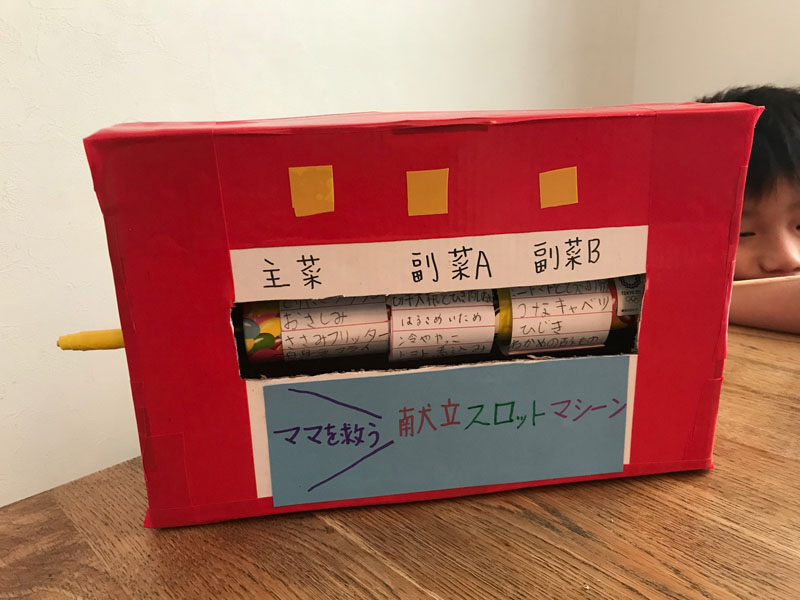 主菜 副菜A 副菜B
おさしみ
ささみフリッター
はるさめいため
冷ややっこ
ツナキャベツ
ひじき
ママを救う 献立スロットマシーン